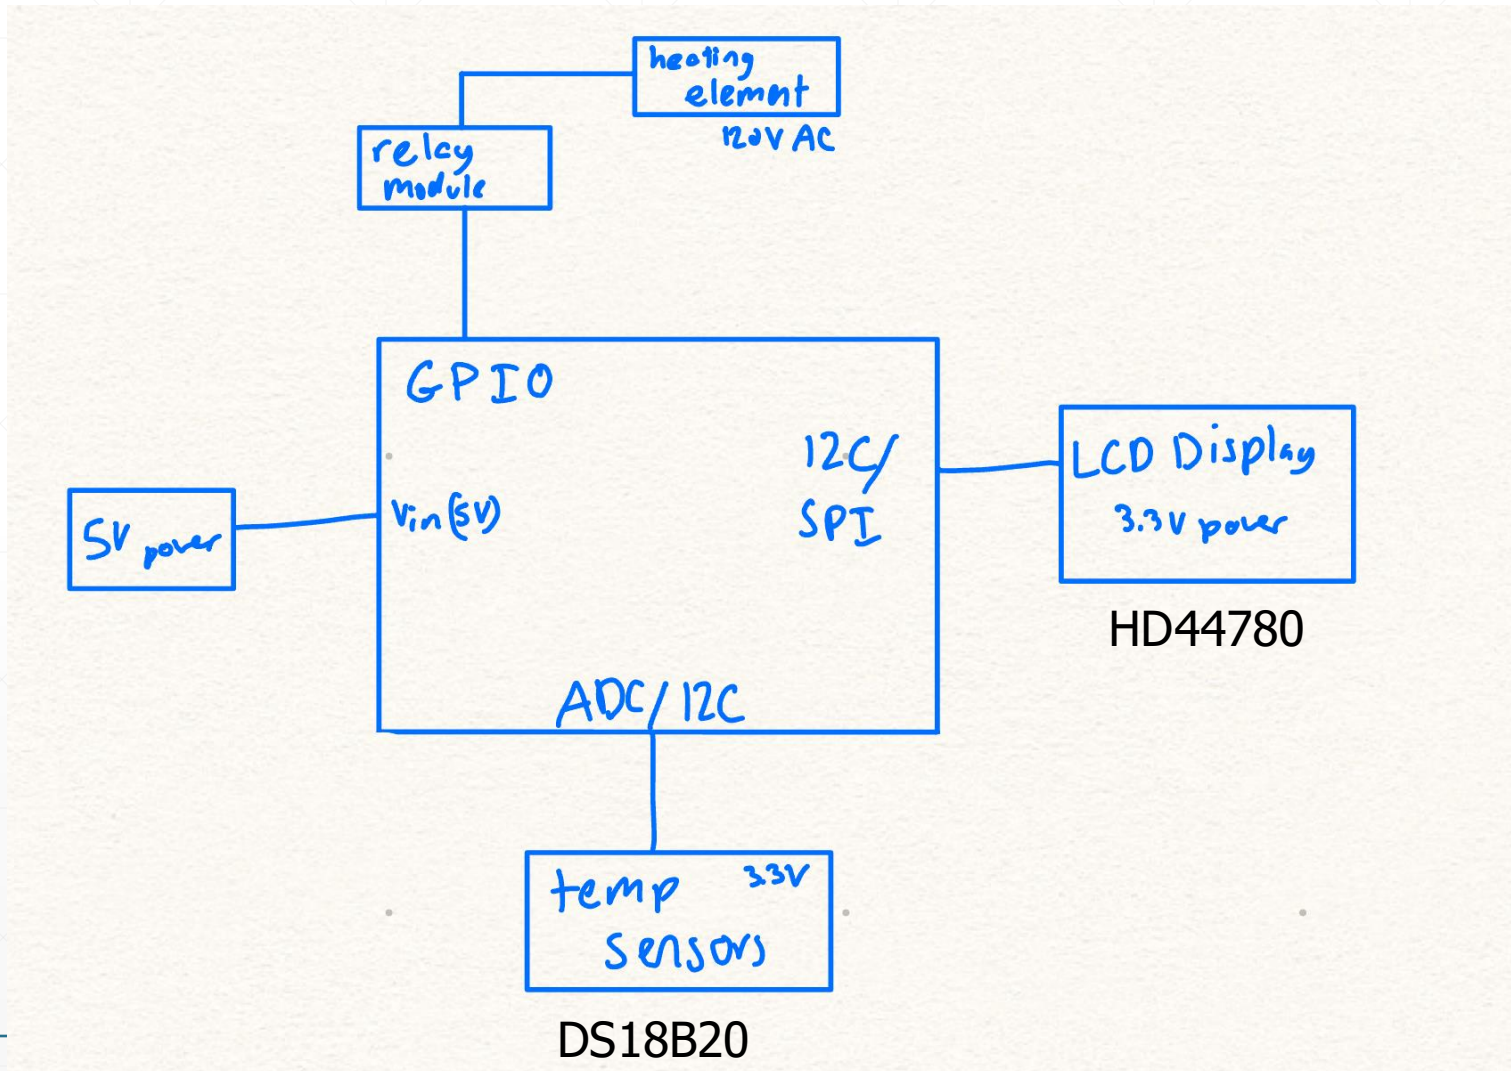 heating
element
120V AC
relay
module
GPIO
I2C/
SPI
LCD Display
3.3V power
HD44780
Vin (5V)
5V power
ADC/I2C
temp 3.3V
sensors
DS18B20